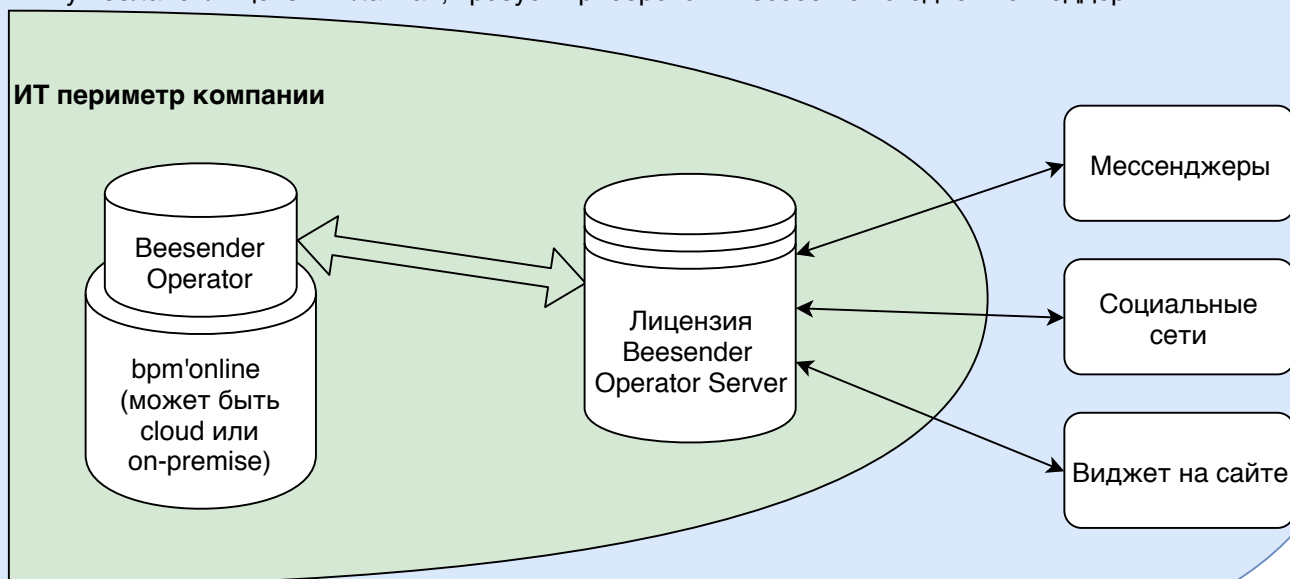 ИТ периметр компании
Beesender
Operator
bpm'online
(может быть
cloud или
on-premise)
Лицензия
Beesender
Operator Server
Мессенджеры
Социальные
сети
Виджет на сайте